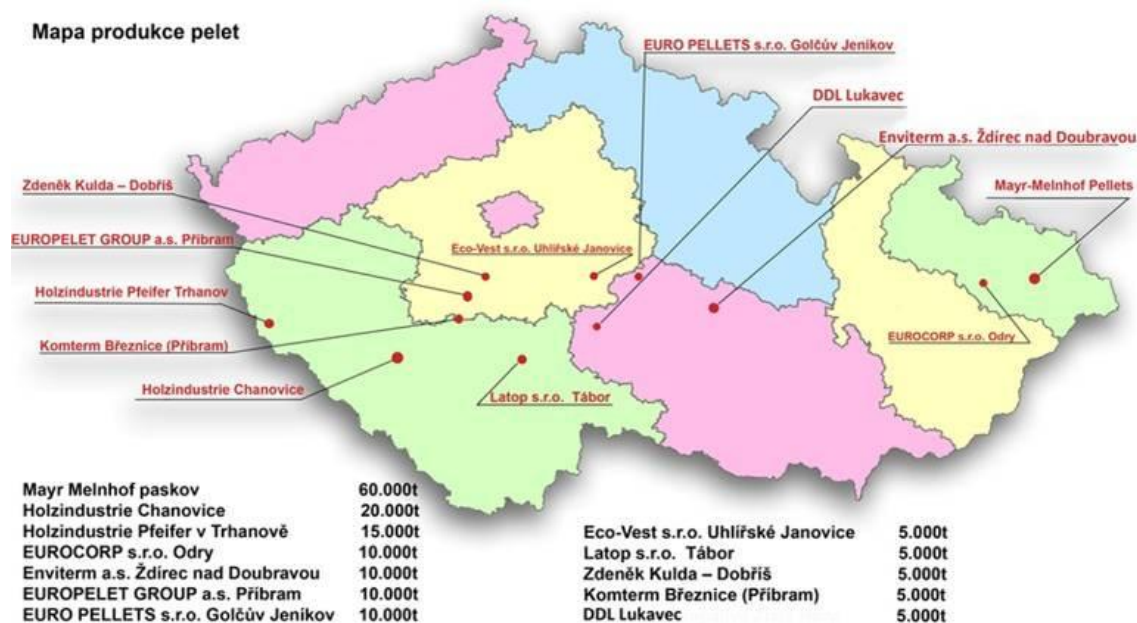 Mapa produkce pelet
EURO PELLETS s.r.o. Golčův Jeníkov
DDL Lukavec
Enviterm a.s. Ždírec nad Doubravou
Zdeněk Kulda – Dobříš
Mayr-Melnhof Pellets
EUROPELET GROUP a.s. Příbram
Eco-Vest s.r.o. Uhlířské Janovice
Holzindustrie Pfeifer Trhanov
Komterm Březnice (Příbram)
EUROCORP s.r.o. Odry
Holzindustrie Chanovice
Latop s.r.o. Tábor
Mayr Melnhof paskov 60.000t
Holzindustrie Chanovice 20.000t
Holzindustrie Pfeifer v Trhanově 15.000t
EUROCORP s.r.o. Odry 10.000t
Enviterm a.s. Ždírec nad Doubravou 10.000t
EUROPELET GROUP a.s. Příbram 10.000t
EURO PELLETS s.r.o. Golčův Jeníkov 10.000t
Eco-Vest s.r.o. Uhlířské Janovice 5.000t
Latop s.r.o. Tábor 5.000t
Zdeněk Kulda – Dobříš 5.000t
Komterm Březnice (Příbram) 5.000t
DDL Lukavec 5.000t